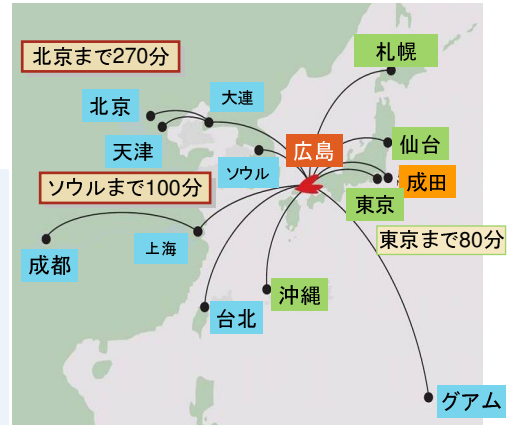 札幌
北京まで270分
大連
北京
仙台
広島
天津
ソウル
成田
ソウルまで100分
東京
東京まで80分
上海
成都
沖縄
台北
グアム